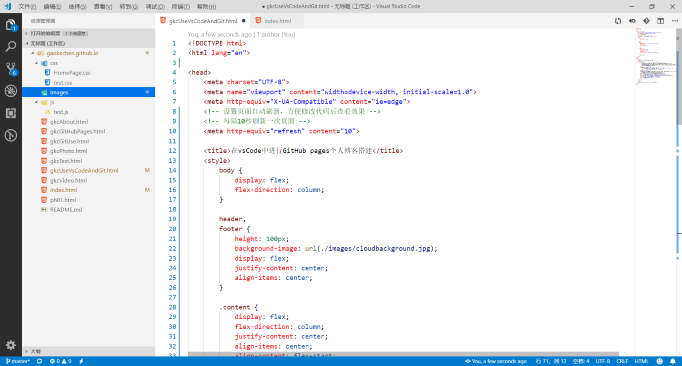 文件(F) 编辑(E) 选择(S) 查看(V) 转到(G) 调试(D) 终端(T) 帮助(H)
● gkcUseVsCodeAndGit.html - 无标题 (工作区) - Visual Studio Code
资源管理器
打开的编辑器 1 个未保存
无标题 (工作区)
gaokechen.github.io
css
HomePage.css
test.css
images
js
test.js
gkcAbout.html
gkcGitHubPages.html
gkcGitUse.html
gkcPhoto.html
gkcTest.html
gkcUseVsCodeAndGit.html M
gkcVideo.html
index.html M
ph01.html
README.md
大纲
gkcUseVsCodeAndGit.html ● index.html
You, a few seconds ago | 1 author (You)
1 <!DOCTYPE html>
2 <html lang="en">
3
4 <head>
5 <meta charset="UTF-8">
6 <meta name="viewport" content="width=device-width, initial-scale=1.0">
7 <meta http-equiv="X-UA-Compatible" content="ie=edge">
8 <!-- 设置页面自动刷新，方便修改代码后查看效果 -->
9 <!-- 每隔10秒刷新一次页面 -->
10 <meta http-equiv="refresh" content="10">
11
12 <title>在vsCode中进行GitHub pages个人博客搭建</title>
13 <style>
14 body {
15 display: flex;
16 flex-direction: column;
17 }
18
19 header,
20 footer {
21 height: 100px;
22 background-image: url(./images/cloudbackground.jpg);
23 display: flex;
24 justify-content: center;
25 align-items: center;
26 }
27
28 .content {
29 display: flex;
30 flex-direction: column;
31 justify-content: center;
32 align-items: center;
33 align-content: flex-start;
master* 0 0 You, a few seconds ago 行 71，列 13 空格: 4 UTF-8 CRLF HTML